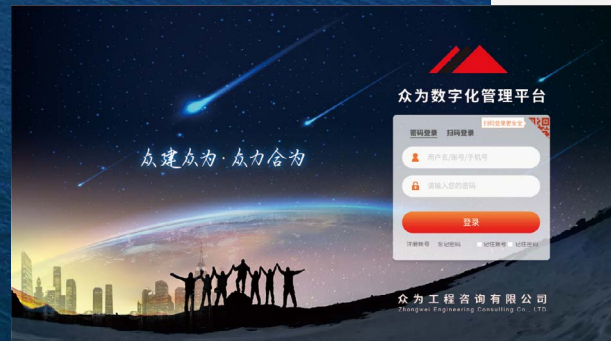 众建众为·众力合为
众为数字化管理平台
扫码登录更安全
密码登录 扫码登录
用户名/账号/手机号
请输入您的密码
登录
注册账号 忘记密码 记住账号 记住密码
众为工程咨询有限公司
Zhongwei Engineering Consulting Co., LTD